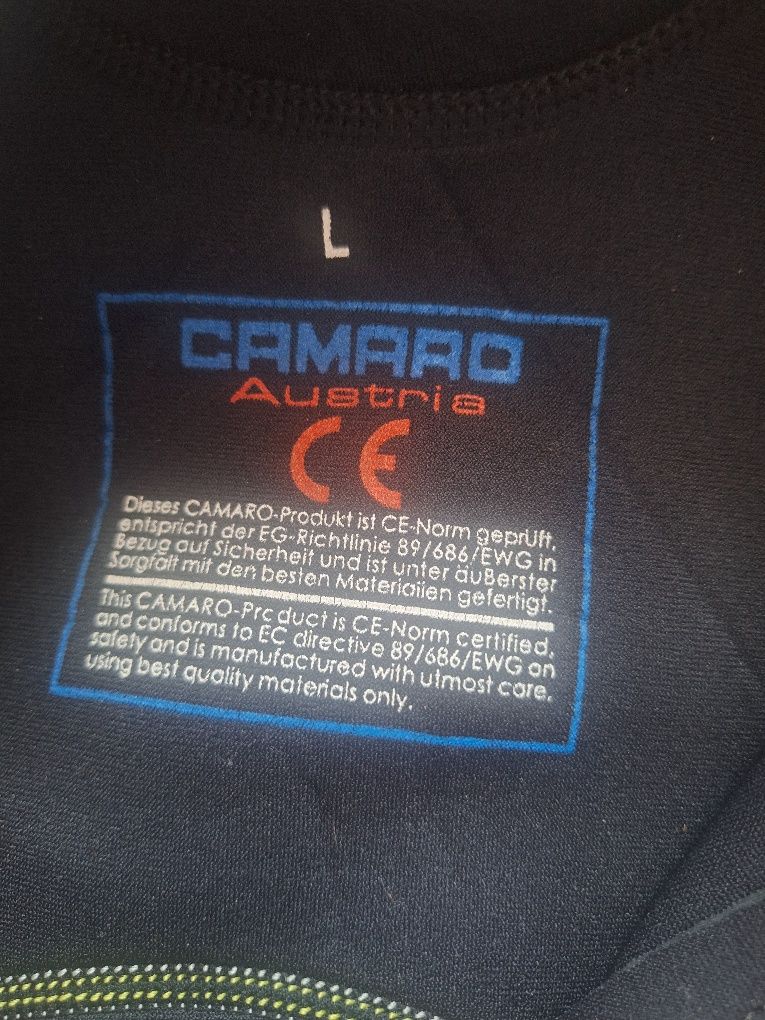 L
CAMARO
Austria
CE
Dieses CAMARO-Produkt ist CE-Norm geprüft,
entspricht der EG-Richtlinie 89/686/EWG in
Bezug auf Sicherheit und ist unter äußerster
Sorgfalt mit den besten Materialien gefertigt.
This CAMARO-Product is CE-Norm certified,
and conforms to EC directive 89/686/EWG on
safety and is manufactured with utmost care,
using best quality materials only.